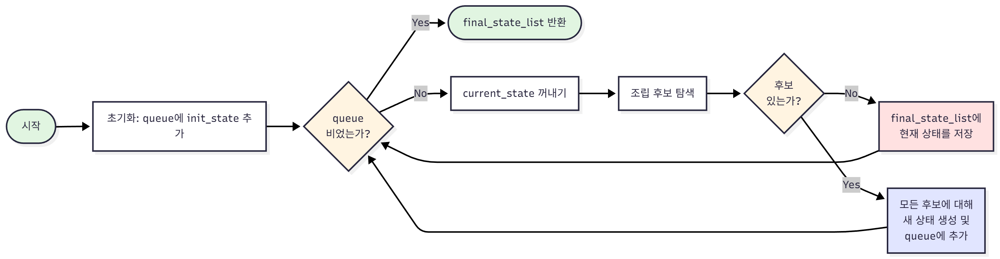 시작
초기화: queue에 init_state 추
가
queue
비었는가?
Yes
final_state_list 반환
No
current_state 꺼내기
조립 후보 탐색
후보
있는가?
No
final_state_list에
현재 상태를 저장
Yes
모든 후보에 대해
새 상태 생성 및
queue에 추가